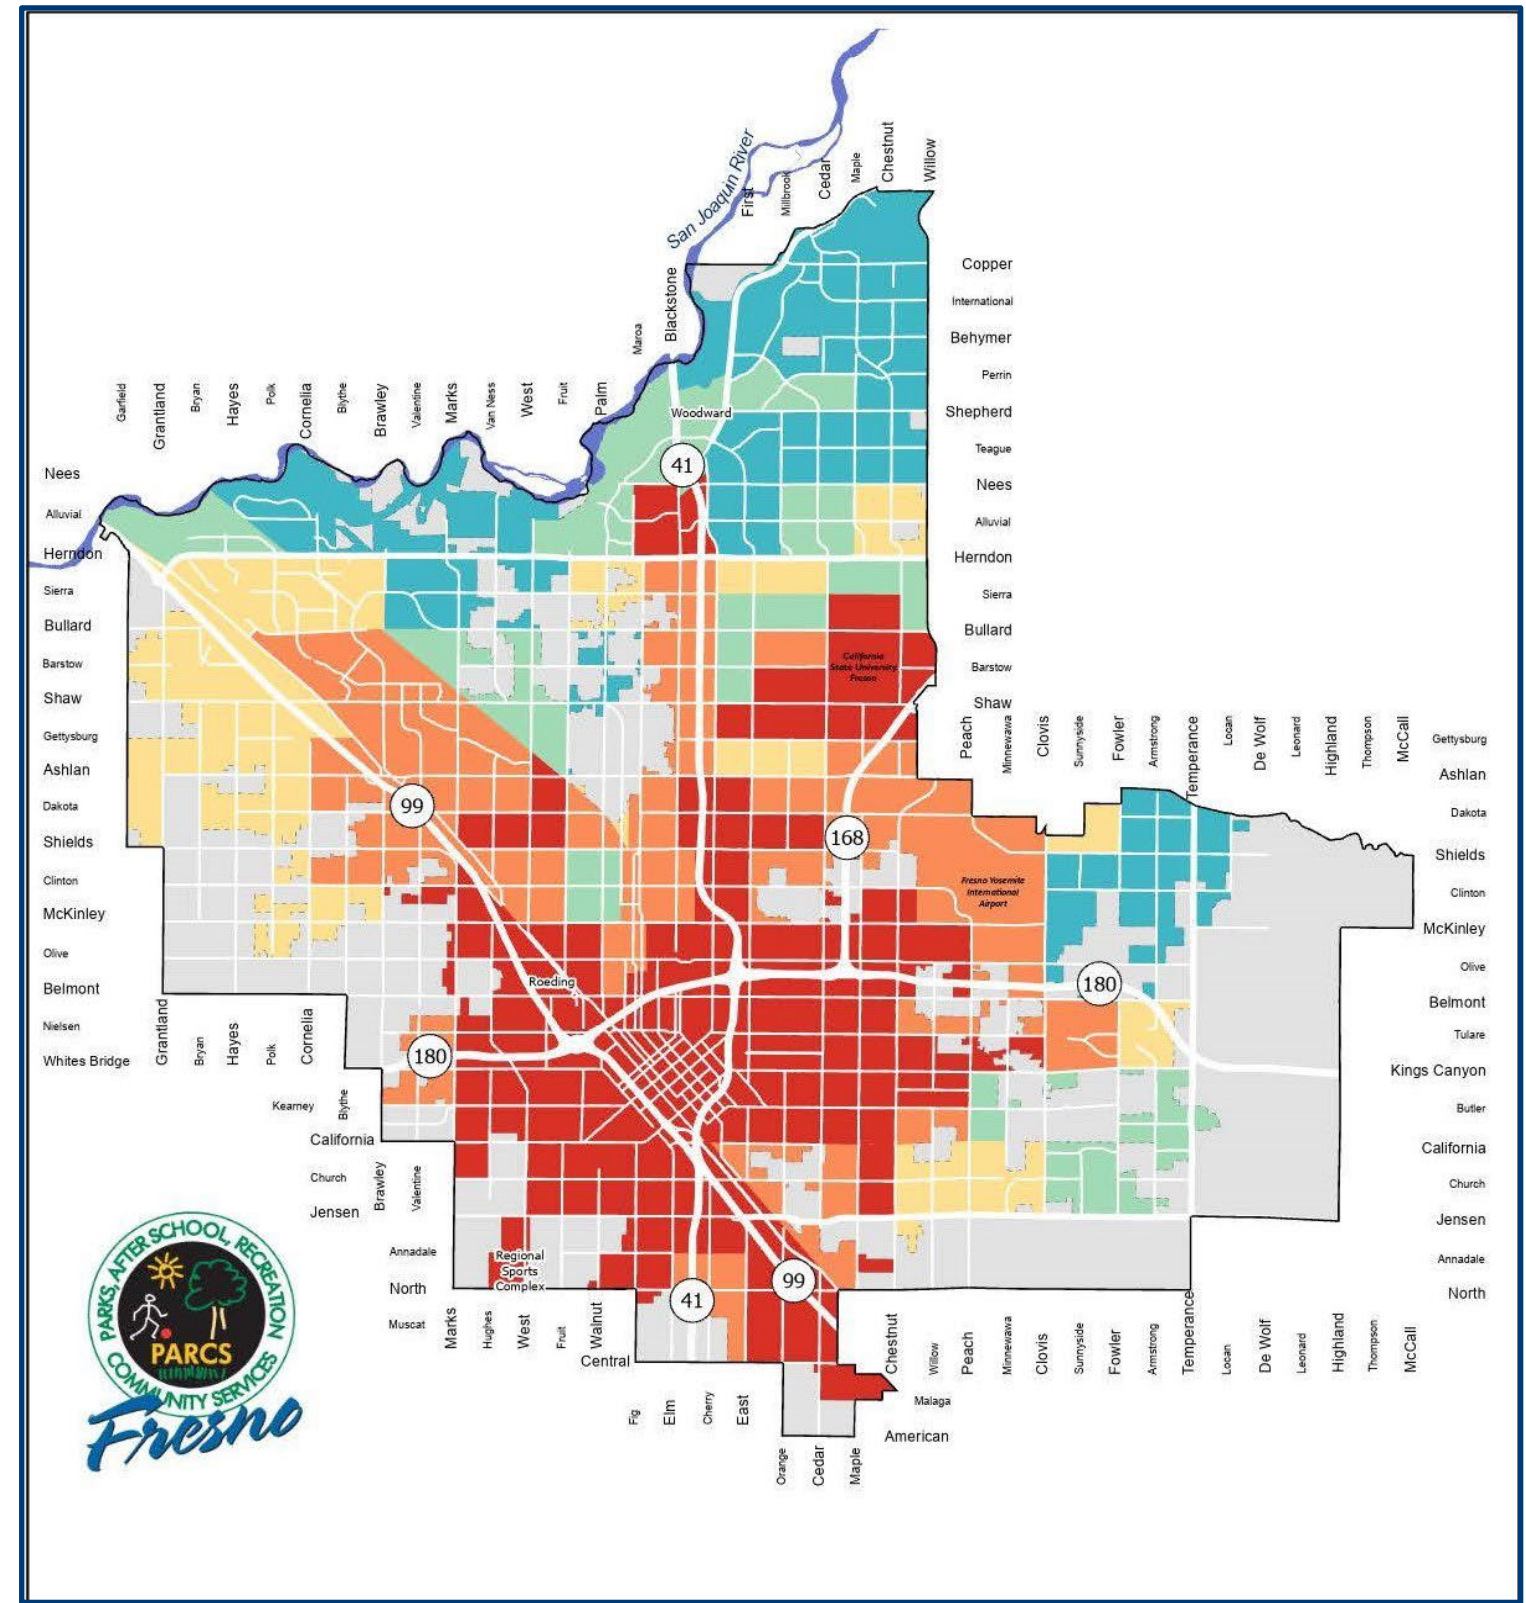 San Joaquin River
First
Millbrook
Cedar
Maple
Chestnut
Willow
Copper
International
Behymer
Perrin
Shepherd
Teague
Nees
Alluvial
Herndon
Sierra
Bullard
Barstow
Shaw
Maroa
Blackstone
Garfield
Grantland
Bryan
Hayes
Polk
Cornelia
Blythe
Brawley
Valentine
Marks
Van Ness
West
Fruit
Palm
Woodward
41
Nees
Alluvial
Herndon
Sierra
Bullard
Barstow
Shaw
Gettysburg
Ashlan
Dakota
Shields
Clinton
McKinley
Olive
Belmont
Nielsen
Whites Bridge
California
State University
Fresno
Peach
Minnewawa
Clovis
Sunnyside
Fowler
Armstrong
Temperance
Locan
De Wolf
Leonard
Highland
Thompson
McCall
Gettysburg
Ashlan
Dakota
Shields
Clinton
McKinley
Olive
Belmont
Tulare
Kings Canyon
Butler
California
Church
Jensen
Annadale
North
99
168
Fresno Yosemite
International
Airport
Roeding
180
180
Grantland
Bryan
Hayes
Polk
Cornelia
Kearney
Blythe
California
Church
Brawley
Valentine
Jensen
Annadale
North
Muscat
Regional
Sports
Complex
41
99
Marks
Hughes
West
Fruit
Walnut
Central
Fig
Elm
Cherry
East
Orange
Cedar
Maple
American
Malaga
Chestnut
Willow
Peach
Minnewawa
Clovis
Sunnyside
Fowler
Armstrong
Temperance
Locan
De Wolf
Leonard
Highland
Thompson
McCall
PARKS, AFTER SCHOOL, RECREATION
PARCS
COMMUNITY SERVICES
Fresno